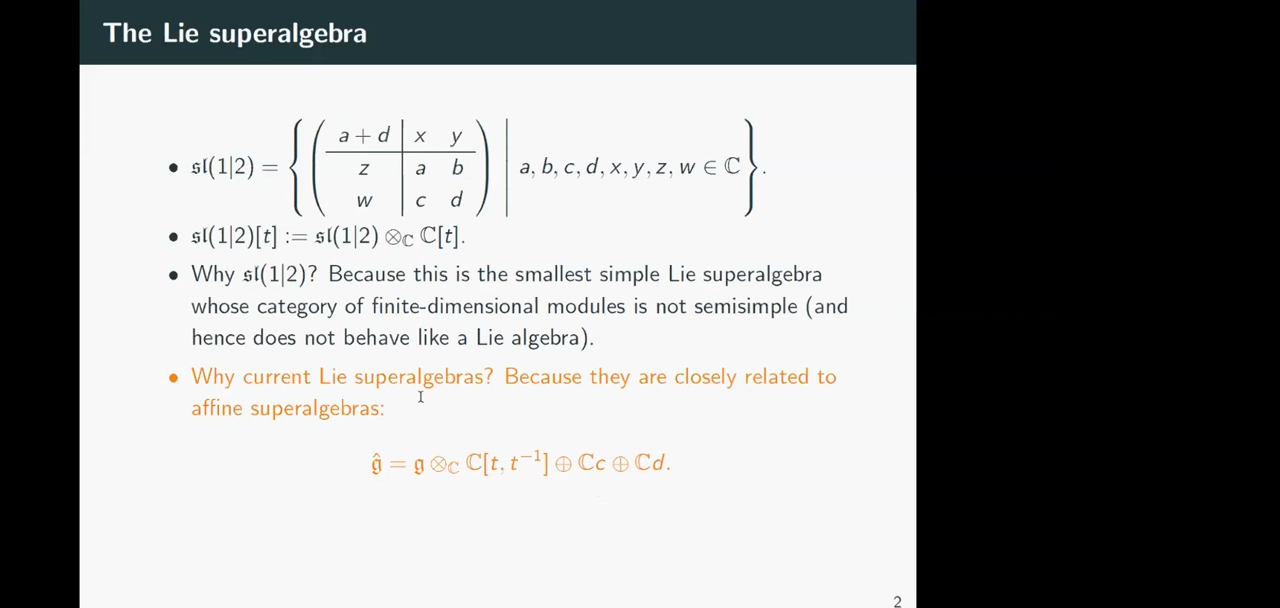 The Lie superalgebra
• 𝔰𝔩(1|2) = { ( a + d | x y
z | a b
w | c d ) | a, b, c, d, x, y, z, w ∈ ℂ }.
• 𝔰𝔩(1|2)[t] := 𝔰𝔩(1|2) ⊗_ℂ ℂ[t].
• Why 𝔰𝔩(1|2)? Because this is the smallest simple Lie superalgebra
whose category of finite-dimensional modules is not semisimple (and
hence does not behave like a Lie algebra).
• Why current Lie superalgebras? Because they are closely related to
affine superalgebras:
𝔤̂ = 𝔤 ⊗_ℂ ℂ[t, t⁻¹] ⊕ ℂc ⊕ ℂd.
2